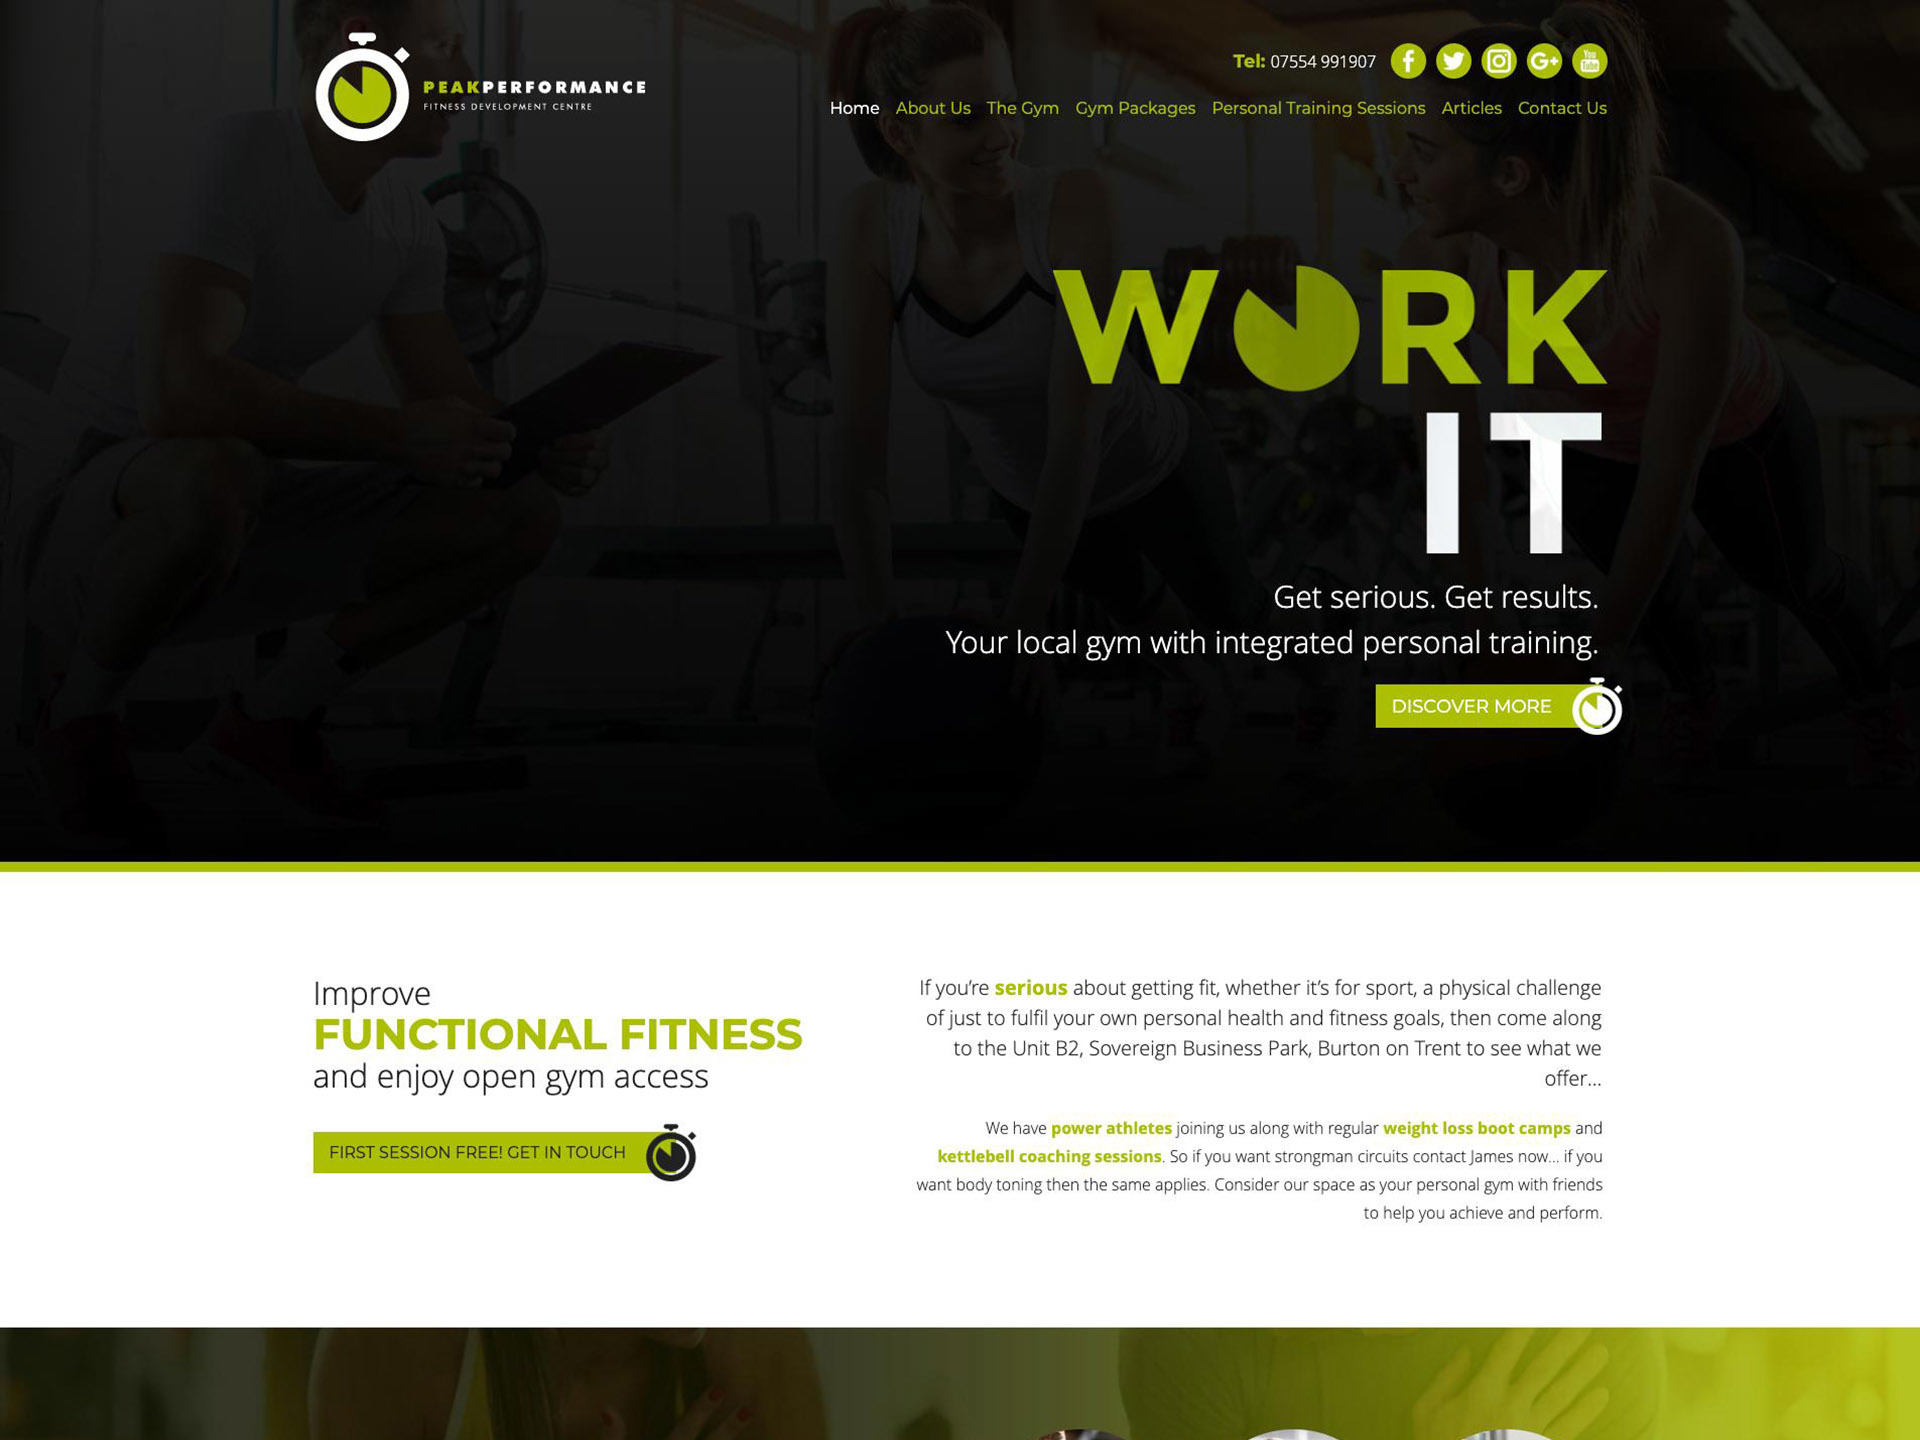 PEAKPERFORMANCE
FITNESS DEVELOPMENT CENTRE
Tel: 07554 991907
You Tube
Home About Us The Gym Gym Packages Personal Training Sessions Articles Contact Us
WORK
IT
Get serious. Get results.
Your local gym with integrated personal training.
DISCOVER MORE
Improve
FUNCTIONAL FITNESS
and enjoy open gym access
FIRST SESSION FREE! GET IN TOUCH
If you’re serious about getting fit, whether it’s for sport, a physical challenge
of just to fulfil your own personal health and fitness goals, then come along
to the Unit B2, Sovereign Business Park, Burton on Trent to see what we
offer...
We have power athletes joining us along with regular weight loss boot camps and
kettlebell coaching sessions. So if you want strongman circuits contact James now... if you
want body toning then the same applies. Consider our space as your personal gym with friends
to help you achieve and perform.